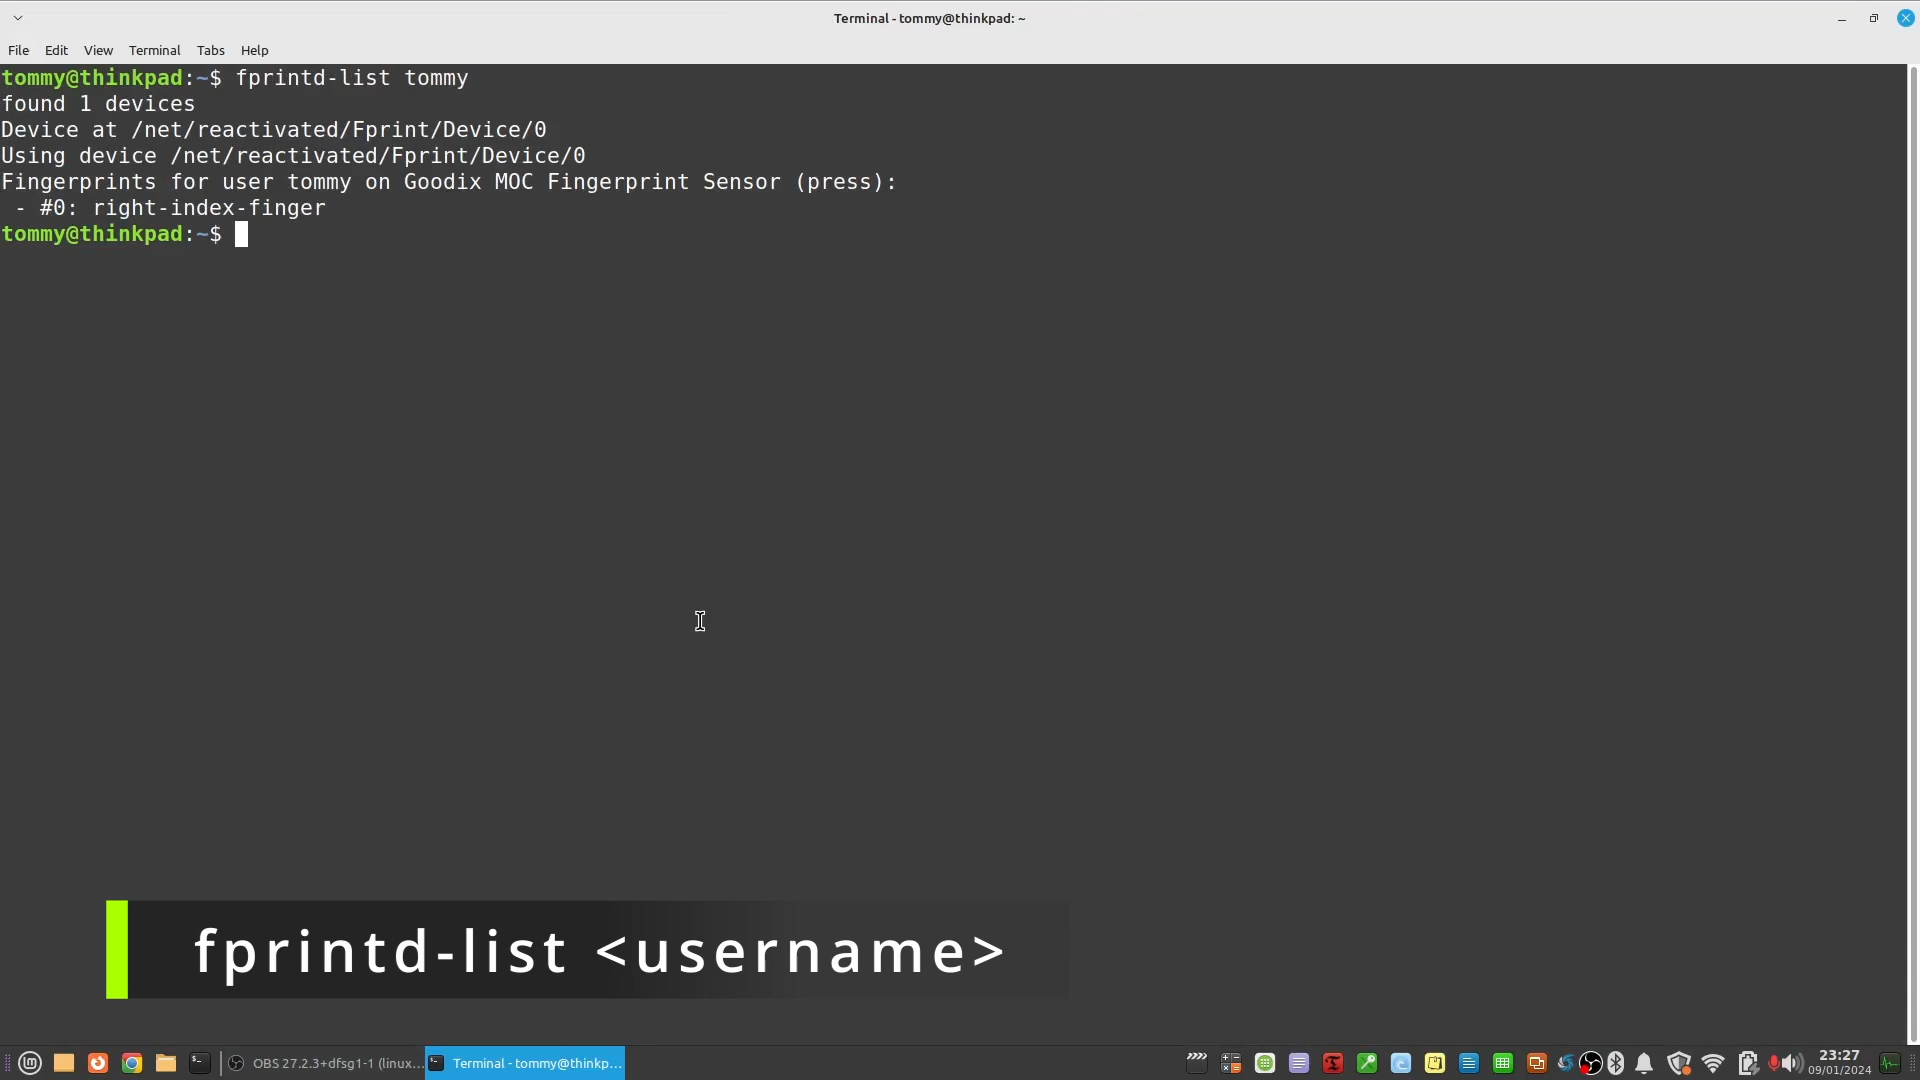 Terminal - tommy@thinkpad: ~
File Edit View Terminal Tabs Help
tommy@thinkpad:~$ fprintd-list tommy
found 1 devices
Device at /net/reactivated/Fprint/Device/0
Using device /net/reactivated/Fprint/Device/0
Fingerprints for user tommy on Goodix MOC Fingerprint Sensor (press):
 - #0: right-index-finger
tommy@thinkpad:~$
fprintd-list <username>
OBS 27.2.3+dfsg1-1 (linux... Terminal - tommy@thinkp... 23:27
09/01/2024